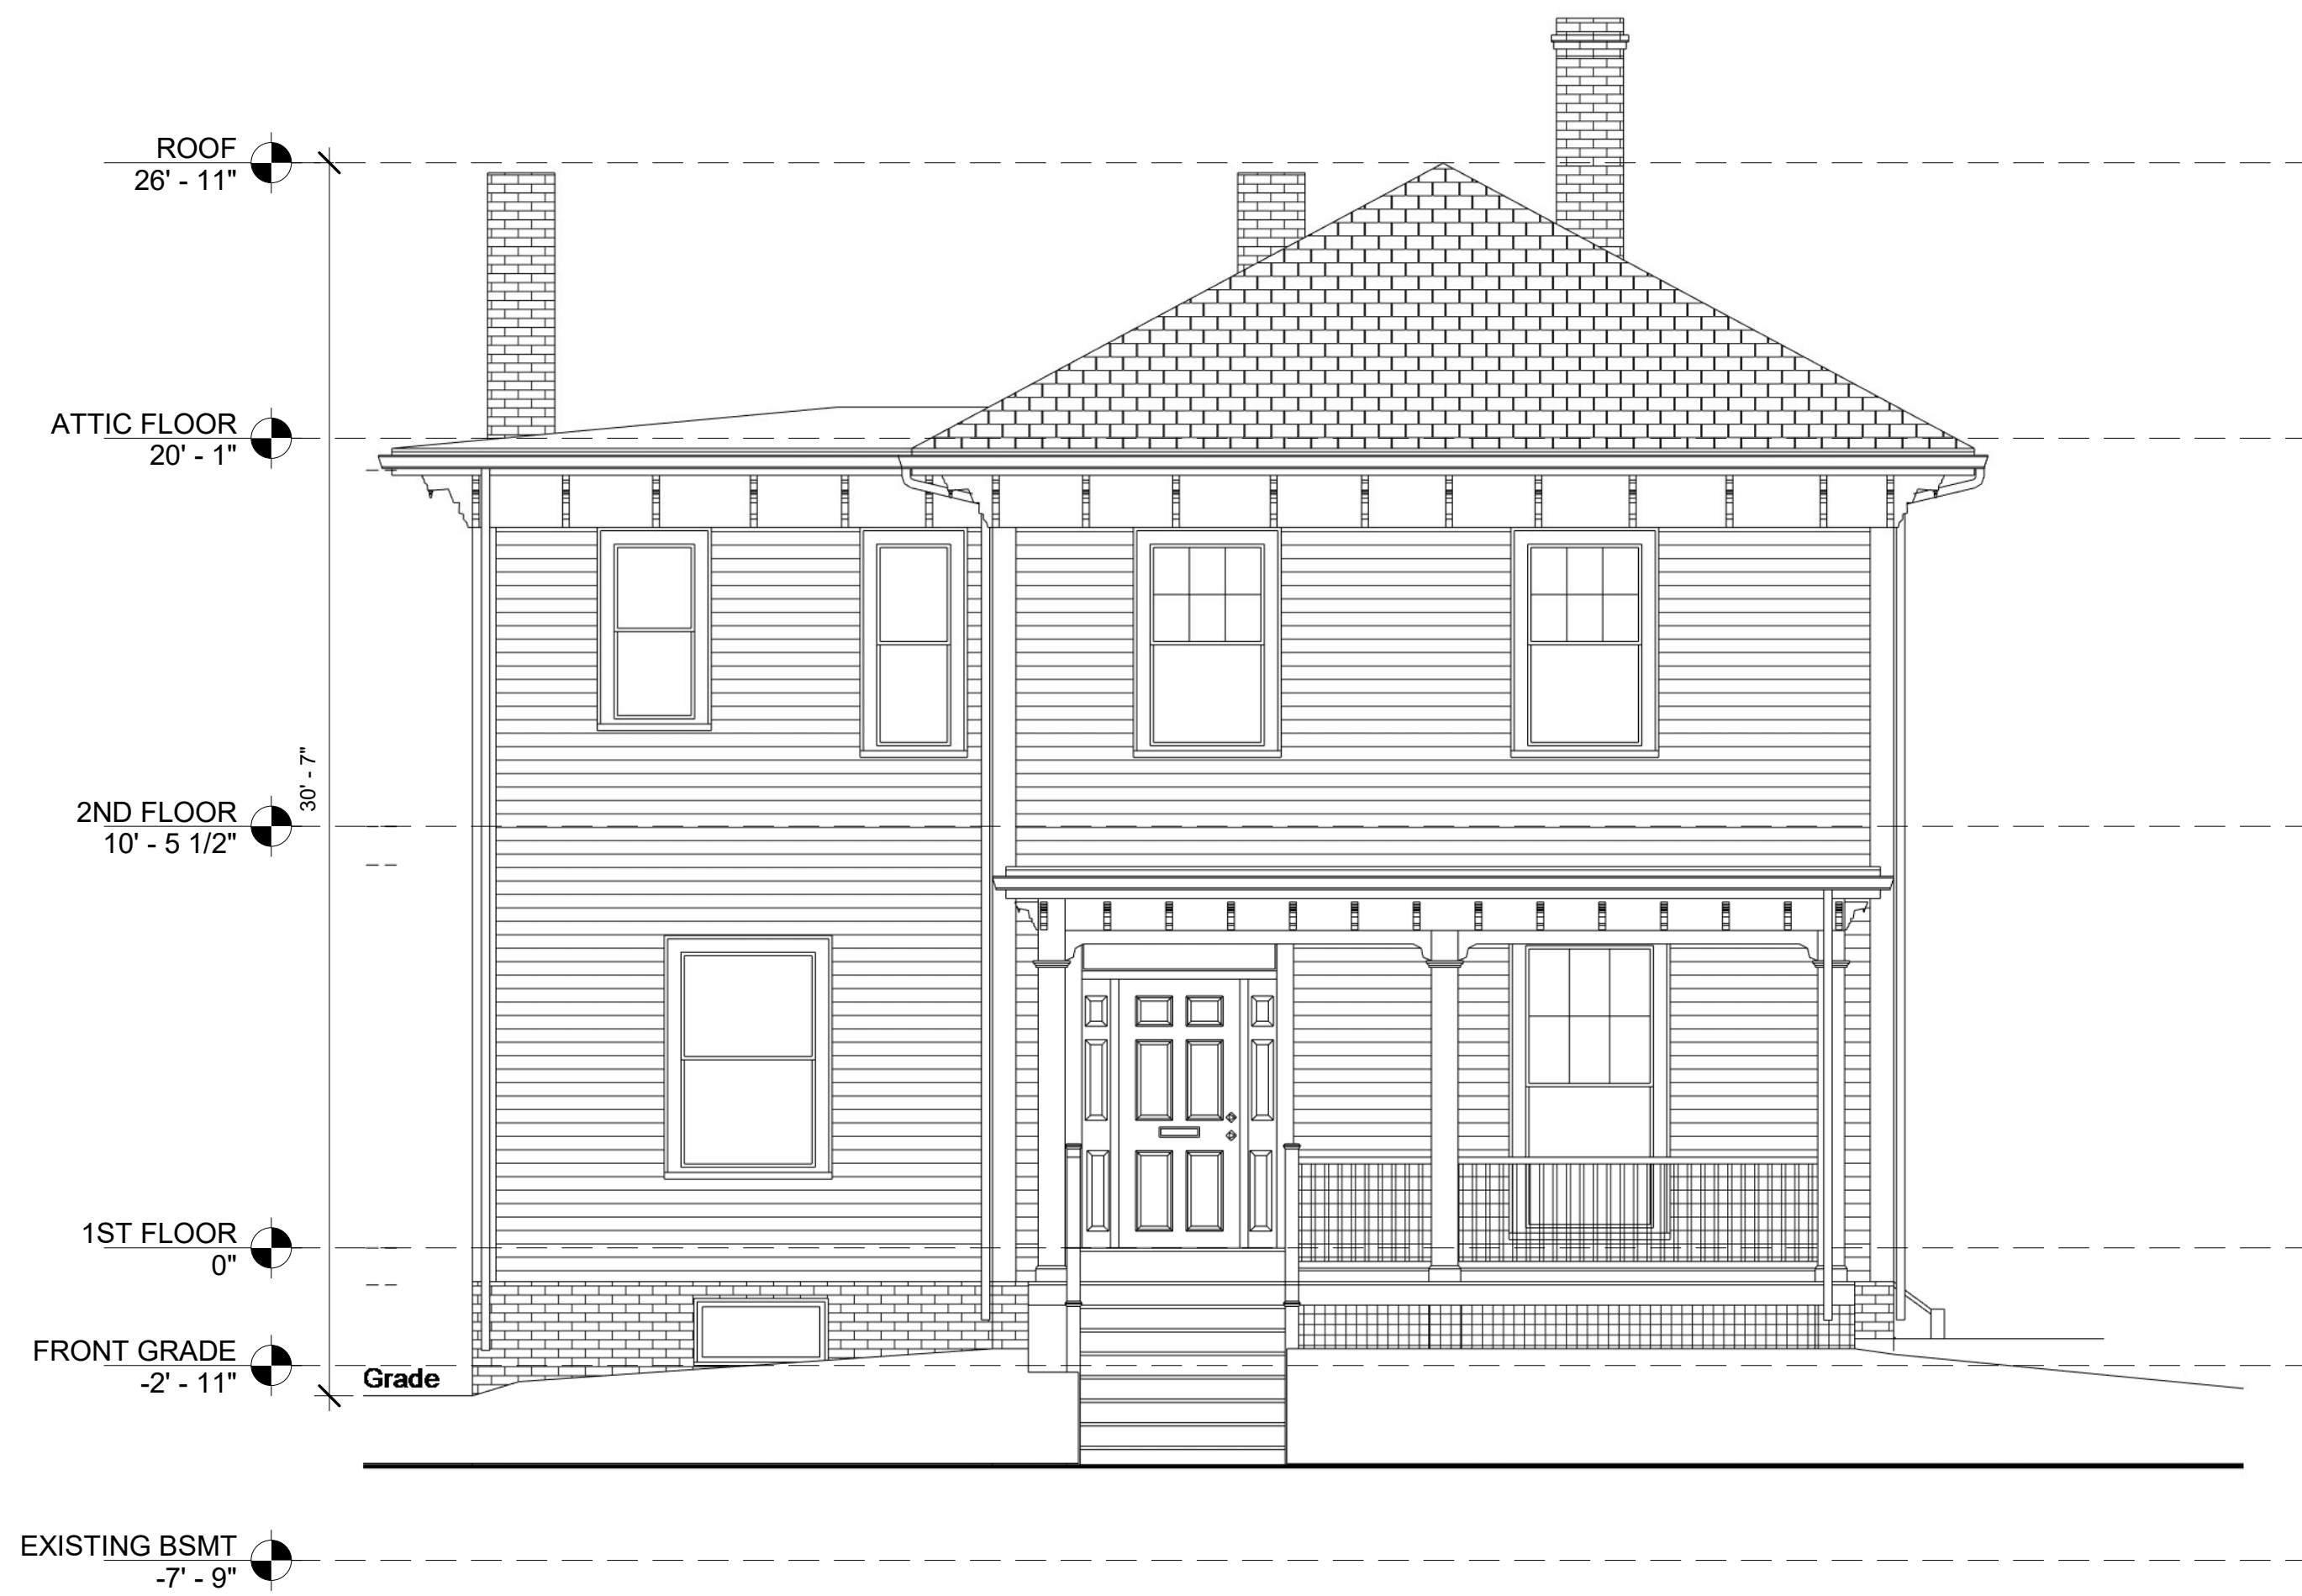 ROOF
26' - 11"
ATTIC FLOOR
20' - 1"
30' - 7"
2ND FLOOR
10' - 5 1/2"
1ST FLOOR
0"
FRONT GRADE
-2' - 11"
Grade
EXISTING BSMT
-7' - 9"